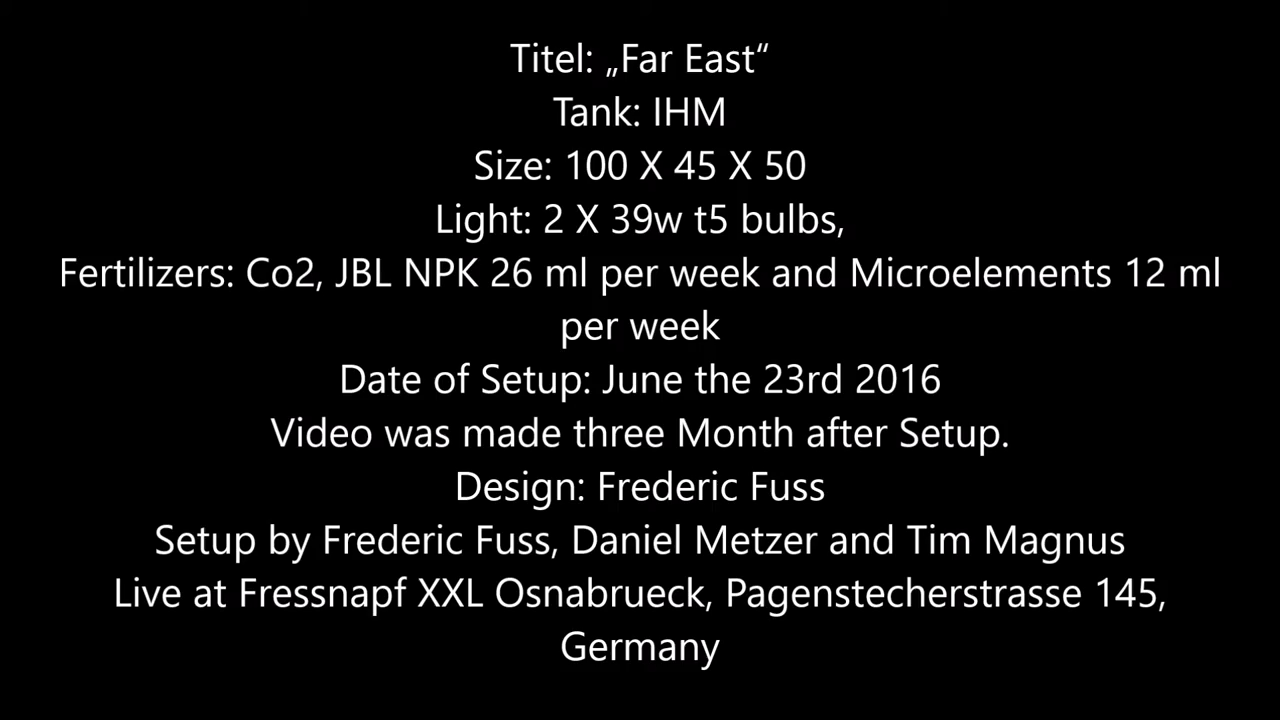 Titel: „Far East“
Tank: IHM
Size: 100 X 45 X 50
Light: 2 X 39w t5 bulbs,
Fertilizers: Co2, JBL NPK 26 ml per week and Microelements 12 ml
per week
Date of Setup: June the 23rd 2016
Video was made three Month after Setup.
Design: Frederic Fuss
Setup by Frederic Fuss, Daniel Metzer and Tim Magnus
Live at Fressnapf XXL Osnabrueck, Pagenstecherstrasse 145,
Germany